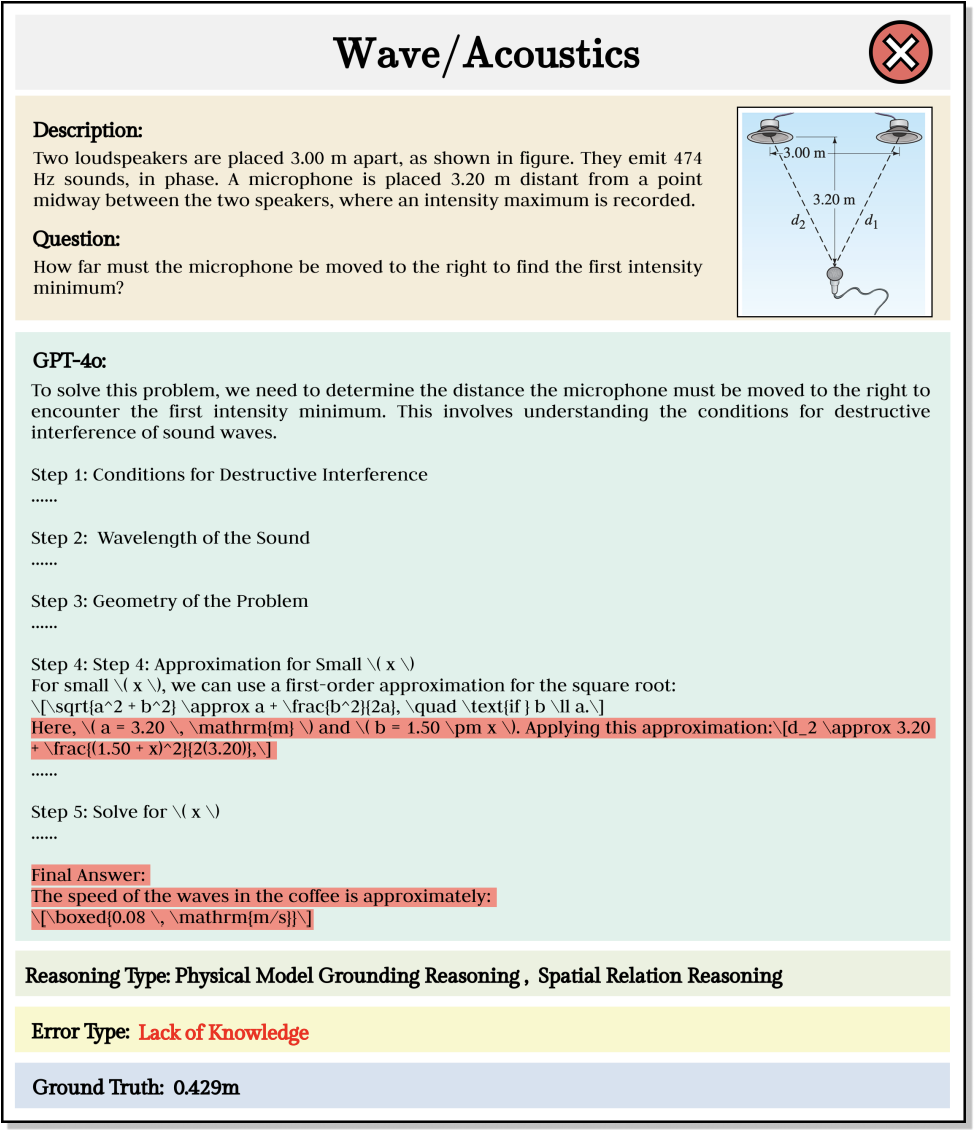 Wave/Acoustics
Description:
Two loudspeakers are placed 3.00 m apart, as shown in figure. They emit 474
Hz sounds, in phase. A microphone is placed 3.20 m distant from a point
midway between the two speakers, where an intensity maximum is recorded.
Question:
How far must the microphone be moved to the right to find the first intensity
minimum?
3.00 m
3.20 m
d2
d1
GPT-4o:
To solve this problem, we need to determine the distance the microphone must be moved to the right to
encounter the first intensity minimum. This involves understanding the conditions for destructive
interference of sound waves.
Step 1: Conditions for Destructive Interference
......
Step 2:  Wavelength of the Sound
......
Step 3: Geometry of the Problem
......
Step 4: Step 4: Approximation for Small \( x \)
For small \( x \), we can use a first-order approximation for the square root:
\[\sqrt{a^2 + b^2} \approx a + \frac{b^2}{2a}, \quad \text{if } b \ll a.\]
Here, \( a = 3.20 \, \mathrm{m} \) and \( b = 1.50 \pm x \). Applying this approximation:\[d_2 \approx 3.20
+ \frac{(1.50 + x)^2}{2(3.20)},\]
......
Step 5: Solve for \( x \)
......
Final Answer:
The speed of the waves in the coffee is approximately:
\[\boxed{0.08 \, \mathrm{m/s}}\]
Reasoning Type: Physical Model Grounding Reasoning , Spatial Relation Reasoning
Error Type: Lack of Knowledge
Ground Truth: 0.429m